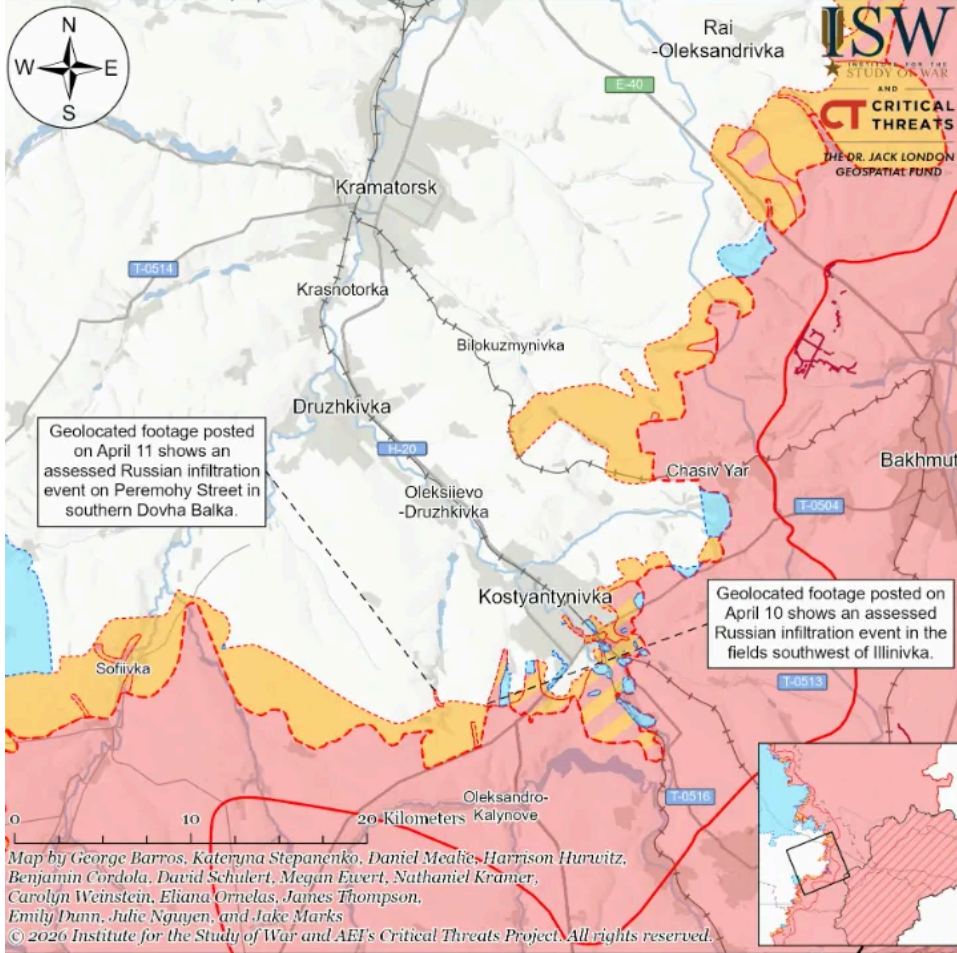 N
W E
S
Rai
-Oleksandrivka
ISW
INSTITUTE FOR THE
STUDY OF WAR
AND
CT CRITICAL
THREATS
THE DR. JACK LONDON
GEOSPATIAL FUND
E-40
Kramatorsk
T-0514
Krasnotorka
Bilokuzmynivka
Druzhkivka
Geolocated footage posted
on April 11 shows an
assessed Russian infiltration
event on Peremohy Street in
southern Dovha Balka.
H-20
Chasiv Yar
Bakhmut
Oleksiievo
-Druzhkivka
T-0504
Kostyantynivka
Geolocated footage posted on
April 10 shows an assessed
Russian infiltration event in the
fields southwest of Illinivka.
Sofiivka
T-0513
T-0516
Oleksandro-
Kalynove
0 10 20 Kilometers
Map by George Barros, Kateryna Stepanenko, Daniel Mealie, Harrison Hurwitz,
Benjamin Cordola, David Schulert, Megan Ewert, Nathaniel Kramer,
Carolyn Weinstein, Eliana Ornelas, James Thompson,
Emily Dunn, Julie Nguyen, and Jake Marks
© 2026 Institute for the Study of War and AEI's Critical Threats Project. All rights reserved.